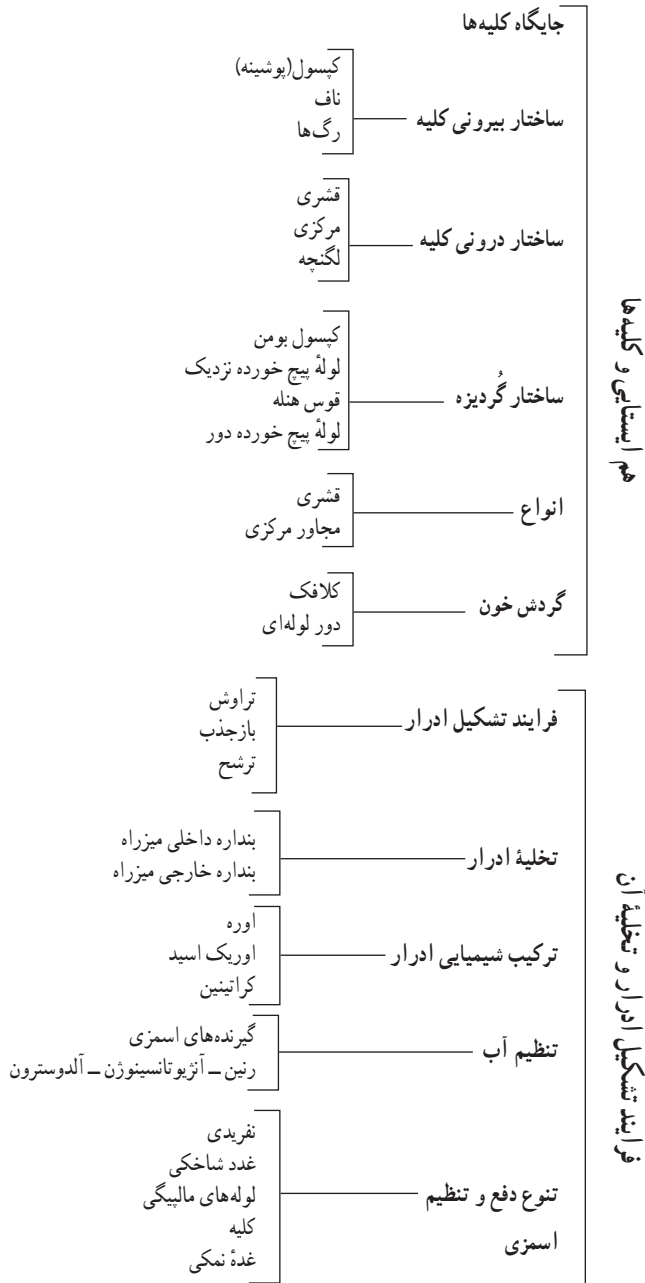 هم ایستایی و کلیه‌ها
جایگاه کلیه‌ها
ساختار بیرونی کلیه
کپسول(پوشینه)
ناف
رگ‌ها
ساختار درونی کلیه
قشری
مرکزی
لگنچه
ساختار گُردیزه
کپسول بومن
لولهٔ پیچ خورده نزدیک
قوس هنله
لولهٔ پیچ خورده دور
انواع
قشری
مجاور مرکزی
گردش خون
کلافک
دور لوله‌ای
فرایند تشکیل ادرار و تخلیهٔ آن
فرایند تشکیل ادرار
تراوش
بازجذب
ترشح
تخلیهٔ ادرار
بنداره داخلی میزراه
بنداره خارجی میزراه
ترکیب شیمیایی ادرار
اوره
اوریک اسید
کراتینین
تنظیم آب
گیرنده‌های اسمزی
رنین ــ آنژیوتانسینوژن ــ آلدوسترون
تنوع دفع و تنظیم
اسمزی
نفریدی
غدد شاخکی
لوله‌های مالپیگی
کلیه
غدهٔ نمکی